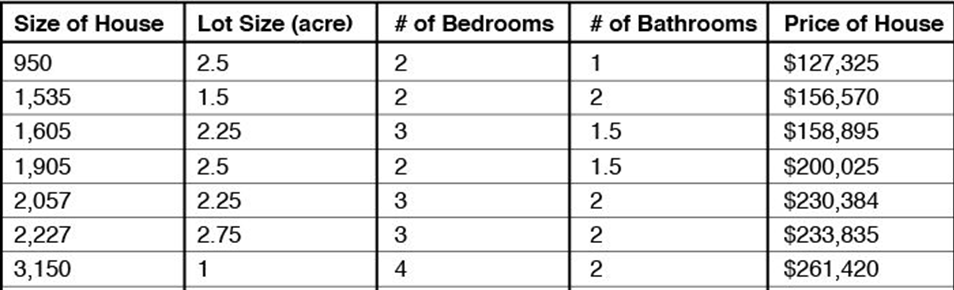 Size of House Lot Size (acre) # of Bedrooms # of Bathrooms Price of House
950 2.5 2 1 $127,325
1,535 1.5 2 2 $156,570
1,605 2.25 3 1.5 $158,895
1,905 2.5 2 1.5 $200,025
2,057 2.25 3 2 $230,384
2,227 2.75 3 2 $233,835
3,150 1 4 2 $261,420